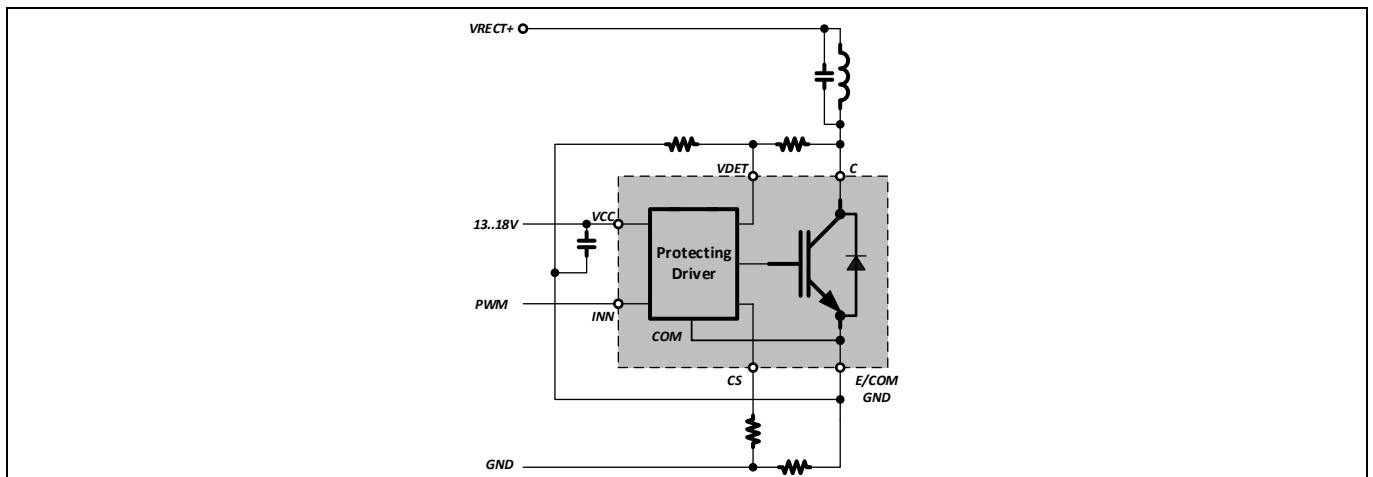 VRECT+
VDET
C
13..18V
VCC
Protecting
Driver
PWM
INN
COM
CS
E/COM
GND
GND